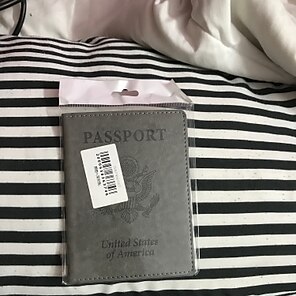 PASSPORT
United States
of America